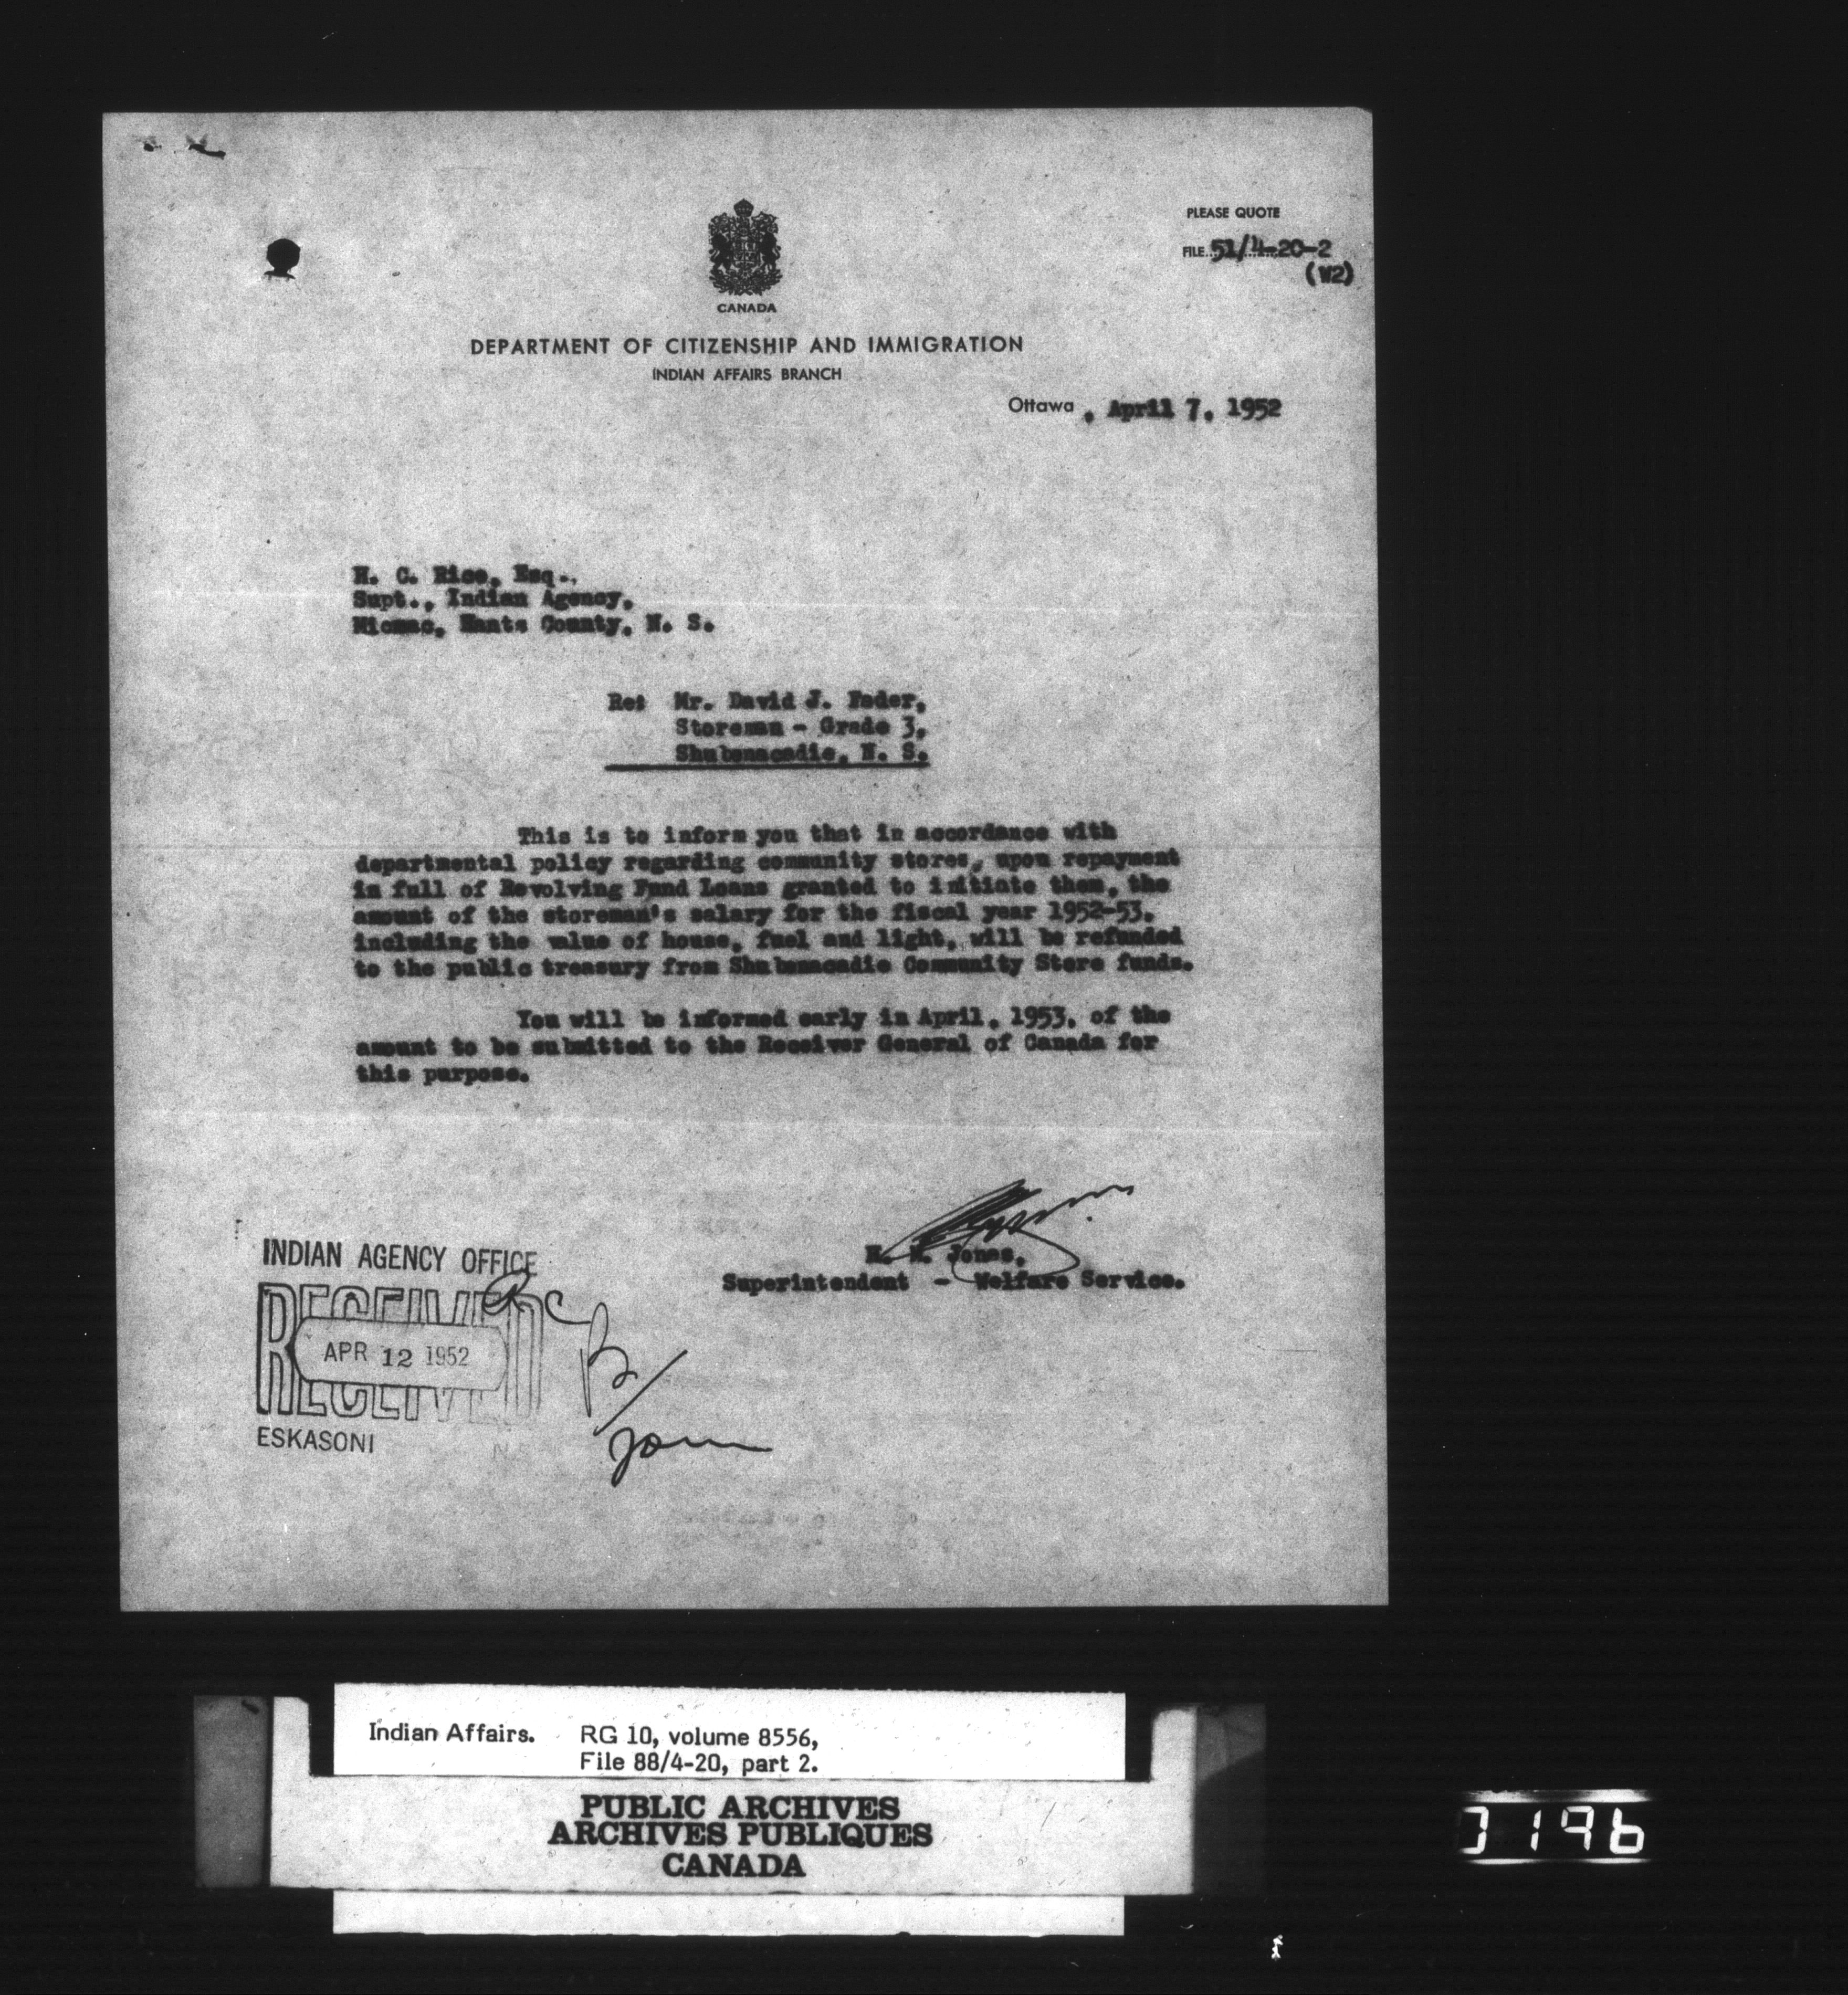 PLEASE QUOTE
FILE 51/4-20-2
(W2)
CANADA
DEPARTMENT OF CITIZENSHIP AND IMMIGRATION
INDIAN AFFAIRS BRANCH
Ottawa, April 7, 1952
H. C. Rice, Esq.,
Supt., Indian Agency,
Micmac, Hants County, N. S.
Re: Mr. David J. Fader,
Storeman - Grade 3,
Shubenacadie, N. S.
This is to inform you that in accordance with
departmental policy regarding community stores, upon repayment
in full of Revolving Fund Loans granted to initiate them, the
amount of the storeman's salary for the fiscal year 1952-53,
including the value of house, fuel and light, will be refunded
to the public treasury from Shubenacadie Community Store funds.
You will be informed early in April, 1953, of the
amount to be submitted to the Receiver General of Canada for
this purpose.
Jones,
Superintendent - Welfare Service.
INDIAN AGENCY OFFICE
RECEIVED
APR 12 1952
ESKASONI N.S.
Indian Affairs. RG 10, volume 8556,
File 88/4-20, part 2.
PUBLIC ARCHIVES
ARCHIVES PUBLIQUES
CANADA
0196